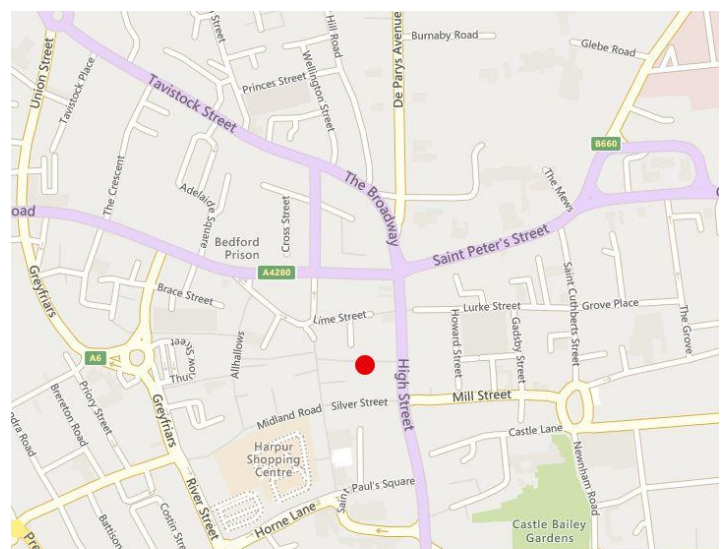 Street
Hill Road
Burnaby Road
Glebe Road
Union Street
Tavistock Place
Wellington Street
De Parys Avenue
Princes Street
Tavistock Street
B660
The Crescent
Adelaide Square
The Broadway
The Mews
oad
Cross Street
Bedford
Prison
Saint Peter's Street
A4280
Greyfriars
Brace Street
Lime Street
Saint Cuthberts Street
Lurke Street
Grove Place
The Grove
Howard Street
Gadsby Street
A6
Allhallows
High Street
Priory Street
Brereton Road
Greyfriars
Midland Road
Silver Street
Mill Street
Castle Lane
Harpur
Shopping
Centre
Newnham Road
River Street
Costin Street
Battison
Paul's Square
Saint
Horne Lane
Castle Bailey
Gardens
Pre